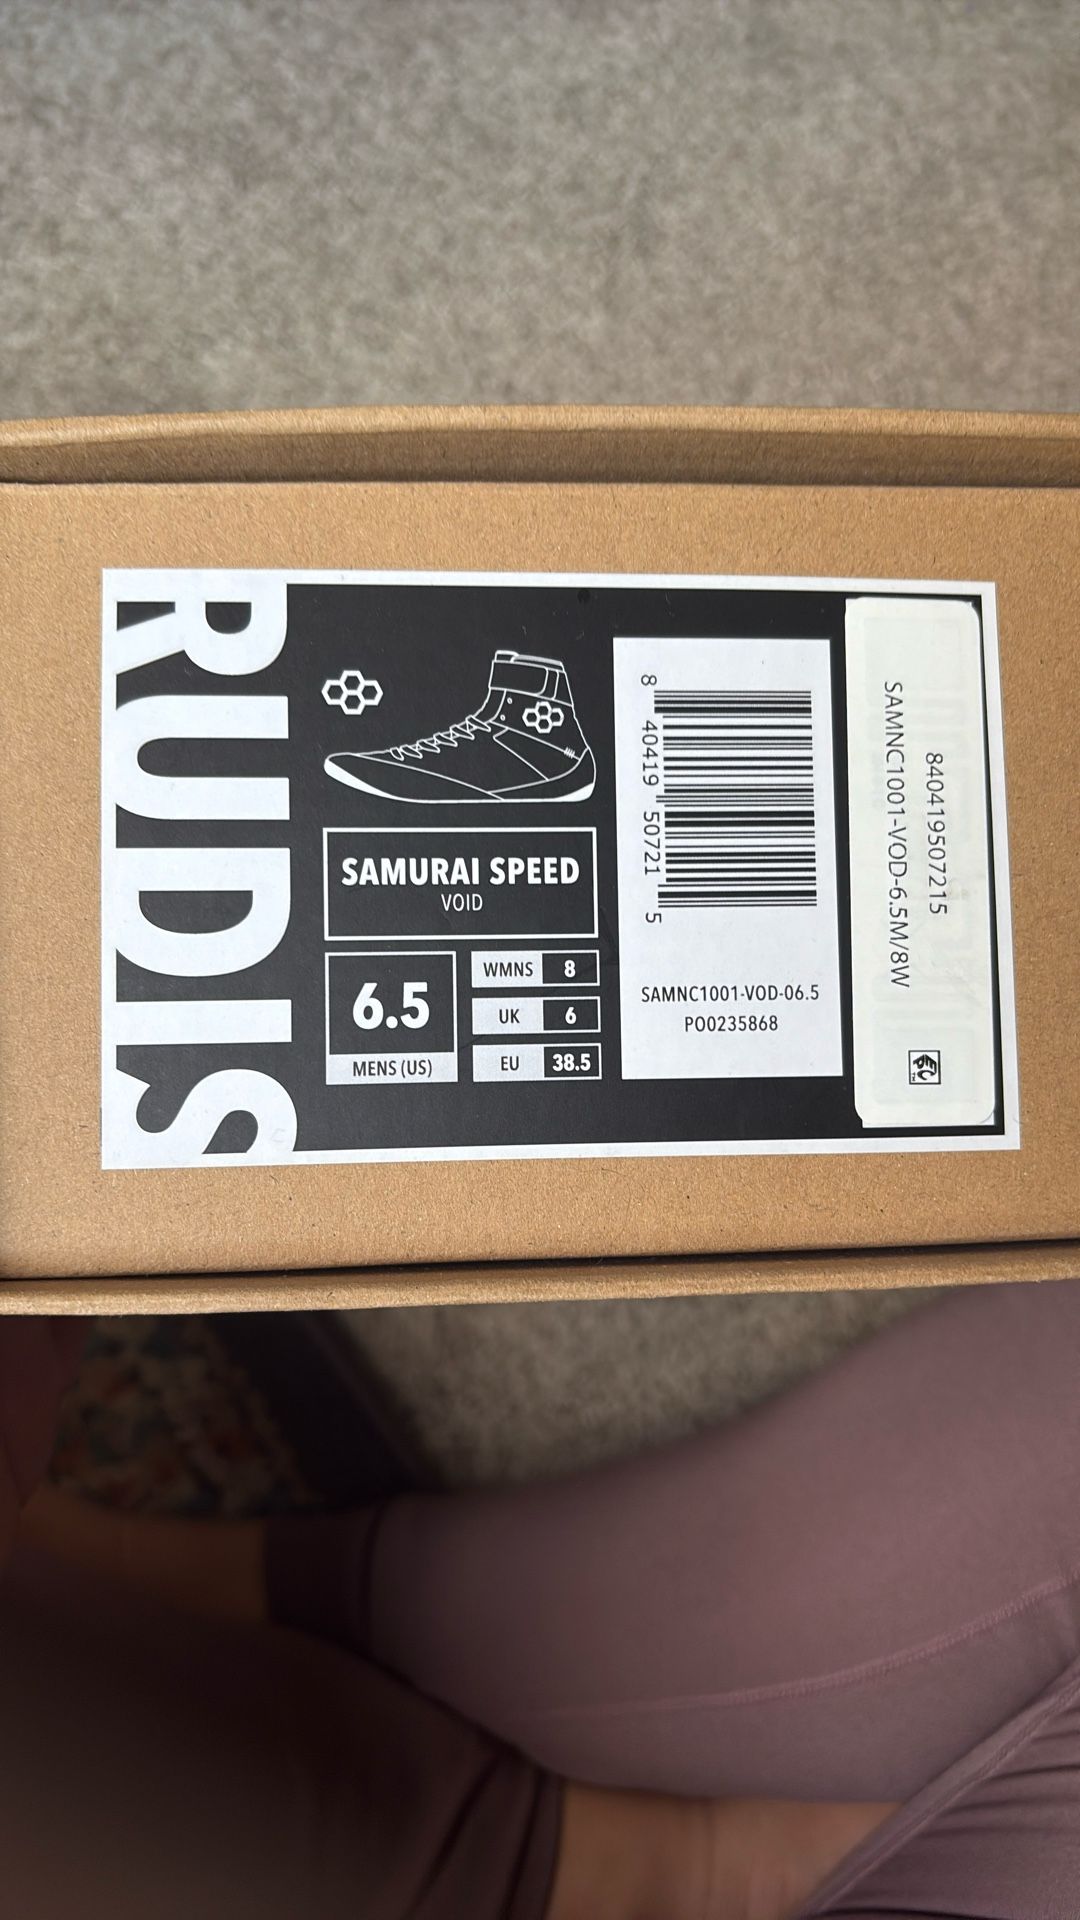 RUDIS
SAMURAI SPEED
VOID
6.5
MENS (US)
WMNS 8
UK 6
EU 38.5
8 40419 50721 5
SAMNC1001-VOD-06.5
PO0235868
840419507215
SAMNC1001-VOD-6.5M/8W